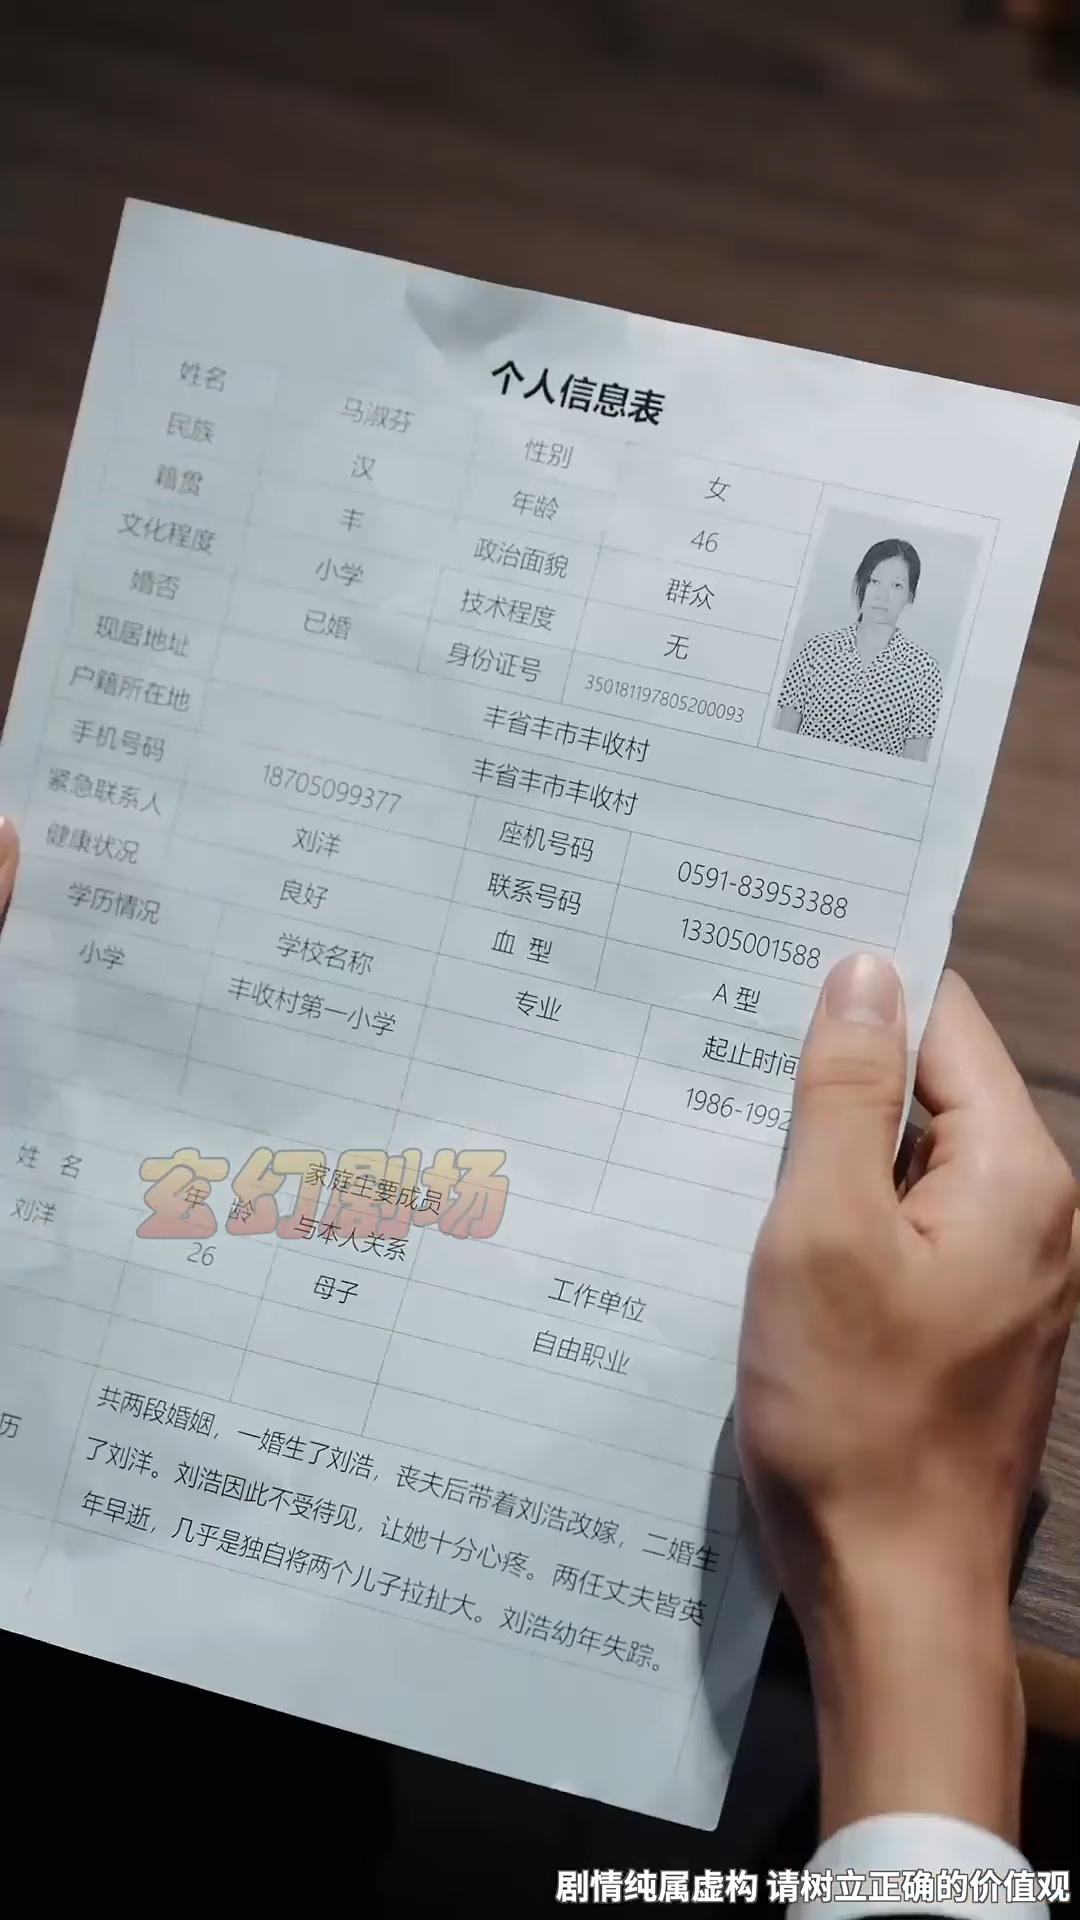 个人信息表
姓名 马淑芬 性别 女
民族 汉 年龄 46
籍贯 丰 政治面貌 群众
文化程度 小学 技术程度 无
婚否 已婚 身份证号 350181197805200093
现居地址 丰省丰市丰收村
户籍所在地 丰省丰市丰收村
手机号码 18705099377 座机号码 0591-83953388
紧急联系人 刘洋 联系号码 13305001588
健康状况 良好 血 型 A 型
学历情况 学校名称 专业 起止时间
小学 丰收村第一小学 1986-1992
家庭主要成员
姓 名 年 龄 与本人关系 工作单位
刘洋 26 母子 自由职业
历
共两段婚姻，一婚生了刘浩，丧夫后带着刘浩改嫁，二婚生
了刘洋。刘浩因此不受待见，让她十分心疼。两任丈夫皆英
年早逝，几乎是独自将两个儿子拉扯大。刘浩幼年失踪。
玄幻剧场
剧情纯属虚构 请树立正确的价值观